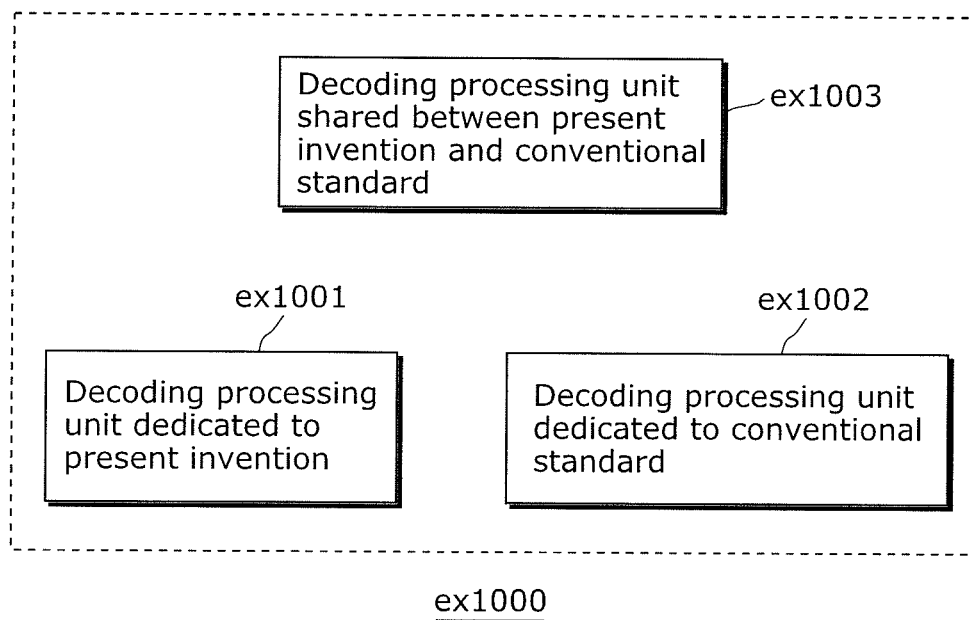 Decoding processing unit
shared between present
invention and conventional
standard
ex1003
ex1001
Decoding processing
unit dedicated to
present invention
ex1002
Decoding processing unit
dedicated to conventional
standard
ex1000